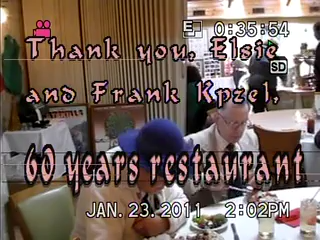 E 0:35:54
Thank you, Elsie
SD
and Frank Kpzel,
60 years restaurant
JAN. 23. 2011 2:02PM